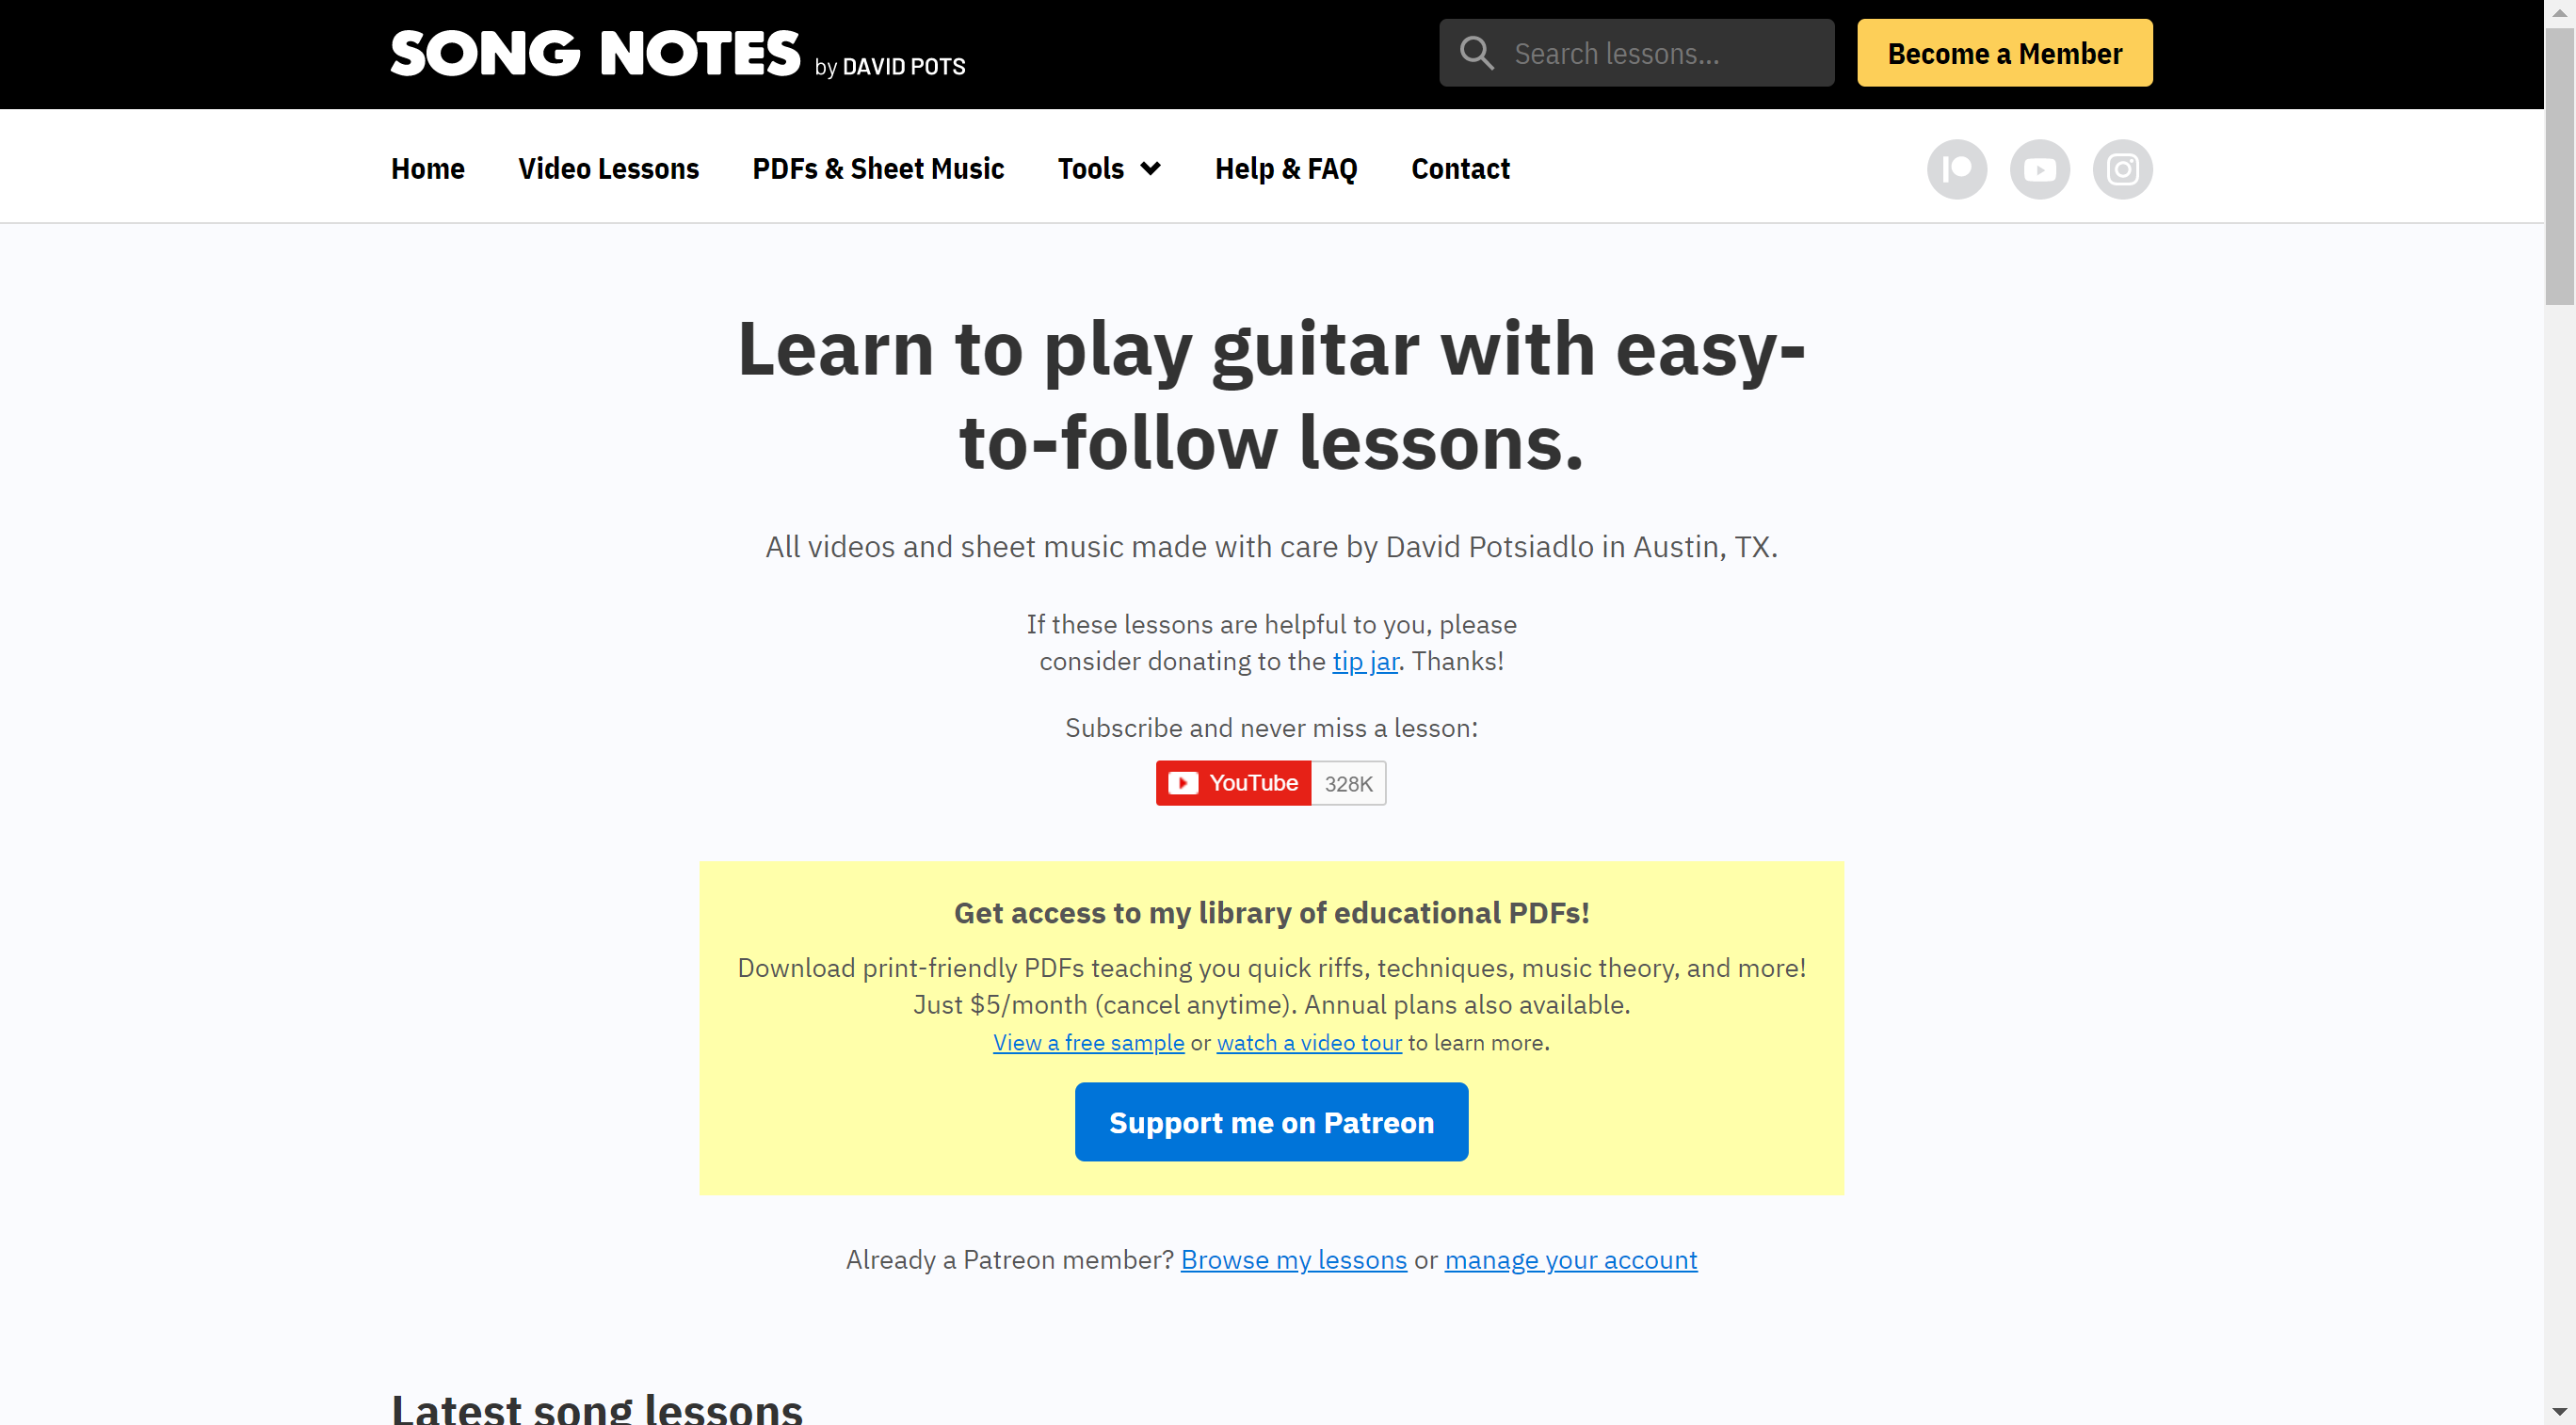 SONG NOTES by DAVID POTS
Search lessons...
Become a Member
Home
Video Lessons
PDFs & Sheet Music
Tools
Help & FAQ
Contact
Learn to play guitar with easy-
to-follow lessons.
All videos and sheet music made with care by David Potsiadlo in Austin, TX.
If these lessons are helpful to you, please
consider donating to the tip jar. Thanks!
Subscribe and never miss a lesson:
YouTube 328K
Get access to my library of educational PDFs!
Download print-friendly PDFs teaching you quick riffs, techniques, music theory, and more!
Just $5/month (cancel anytime). Annual plans also available.
View a free sample or watch a video tour to learn more.
Support me on Patreon
Already a Patreon member? Browse my lessons or manage your account
Latest song lessons